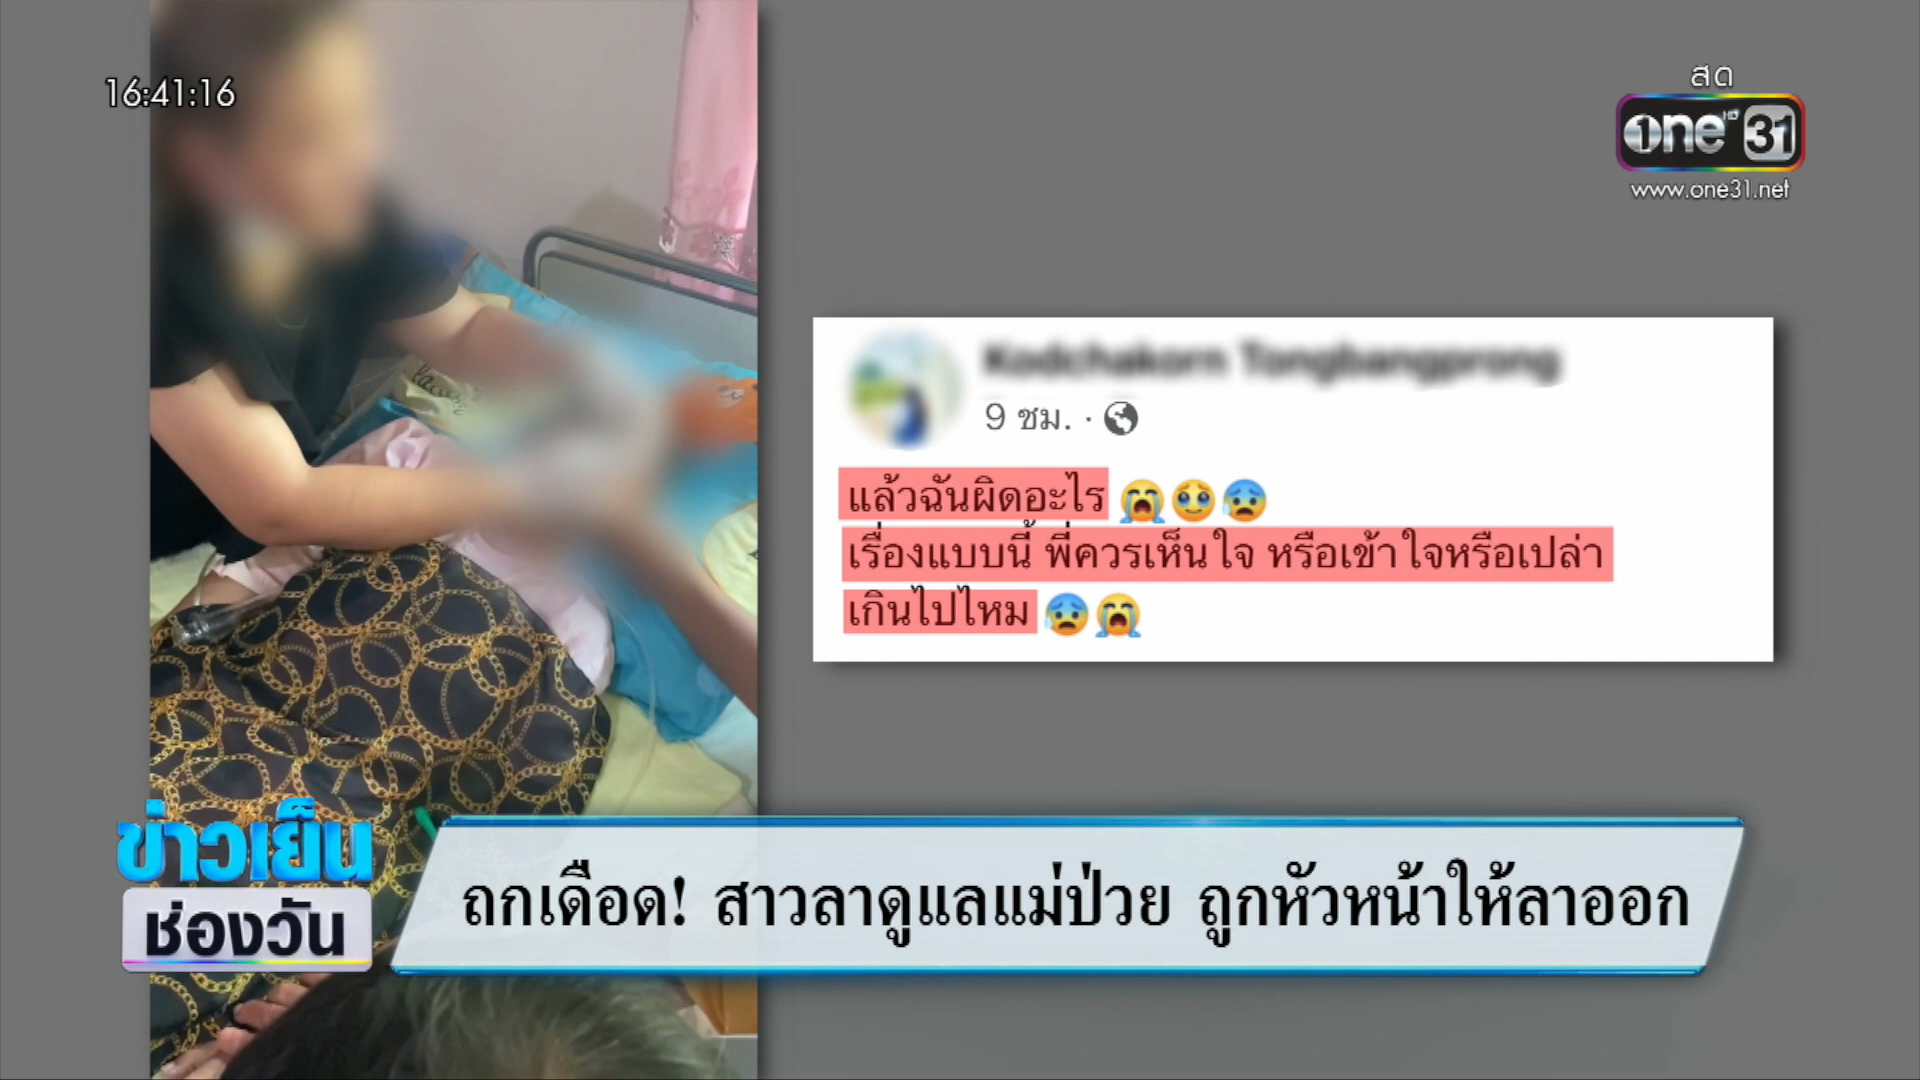 16:41:16
สด
one HD 31
www.one31.net
Kodchakorn Tongbangprong
9 ชม. ·
แล้วฉันผิดอะไร 😭🥹😰
เรื่องแบบนี้ พี่ควรเห็นใจ หรือเข้าใจหรือเปล่า
เกินไปไหม 😰😭
ข่าวเย็น
ช่องวัน
ถกเดือด! สาวลาดูแลแม่ป่วย ถูกหัวหน้าให้ลาออก